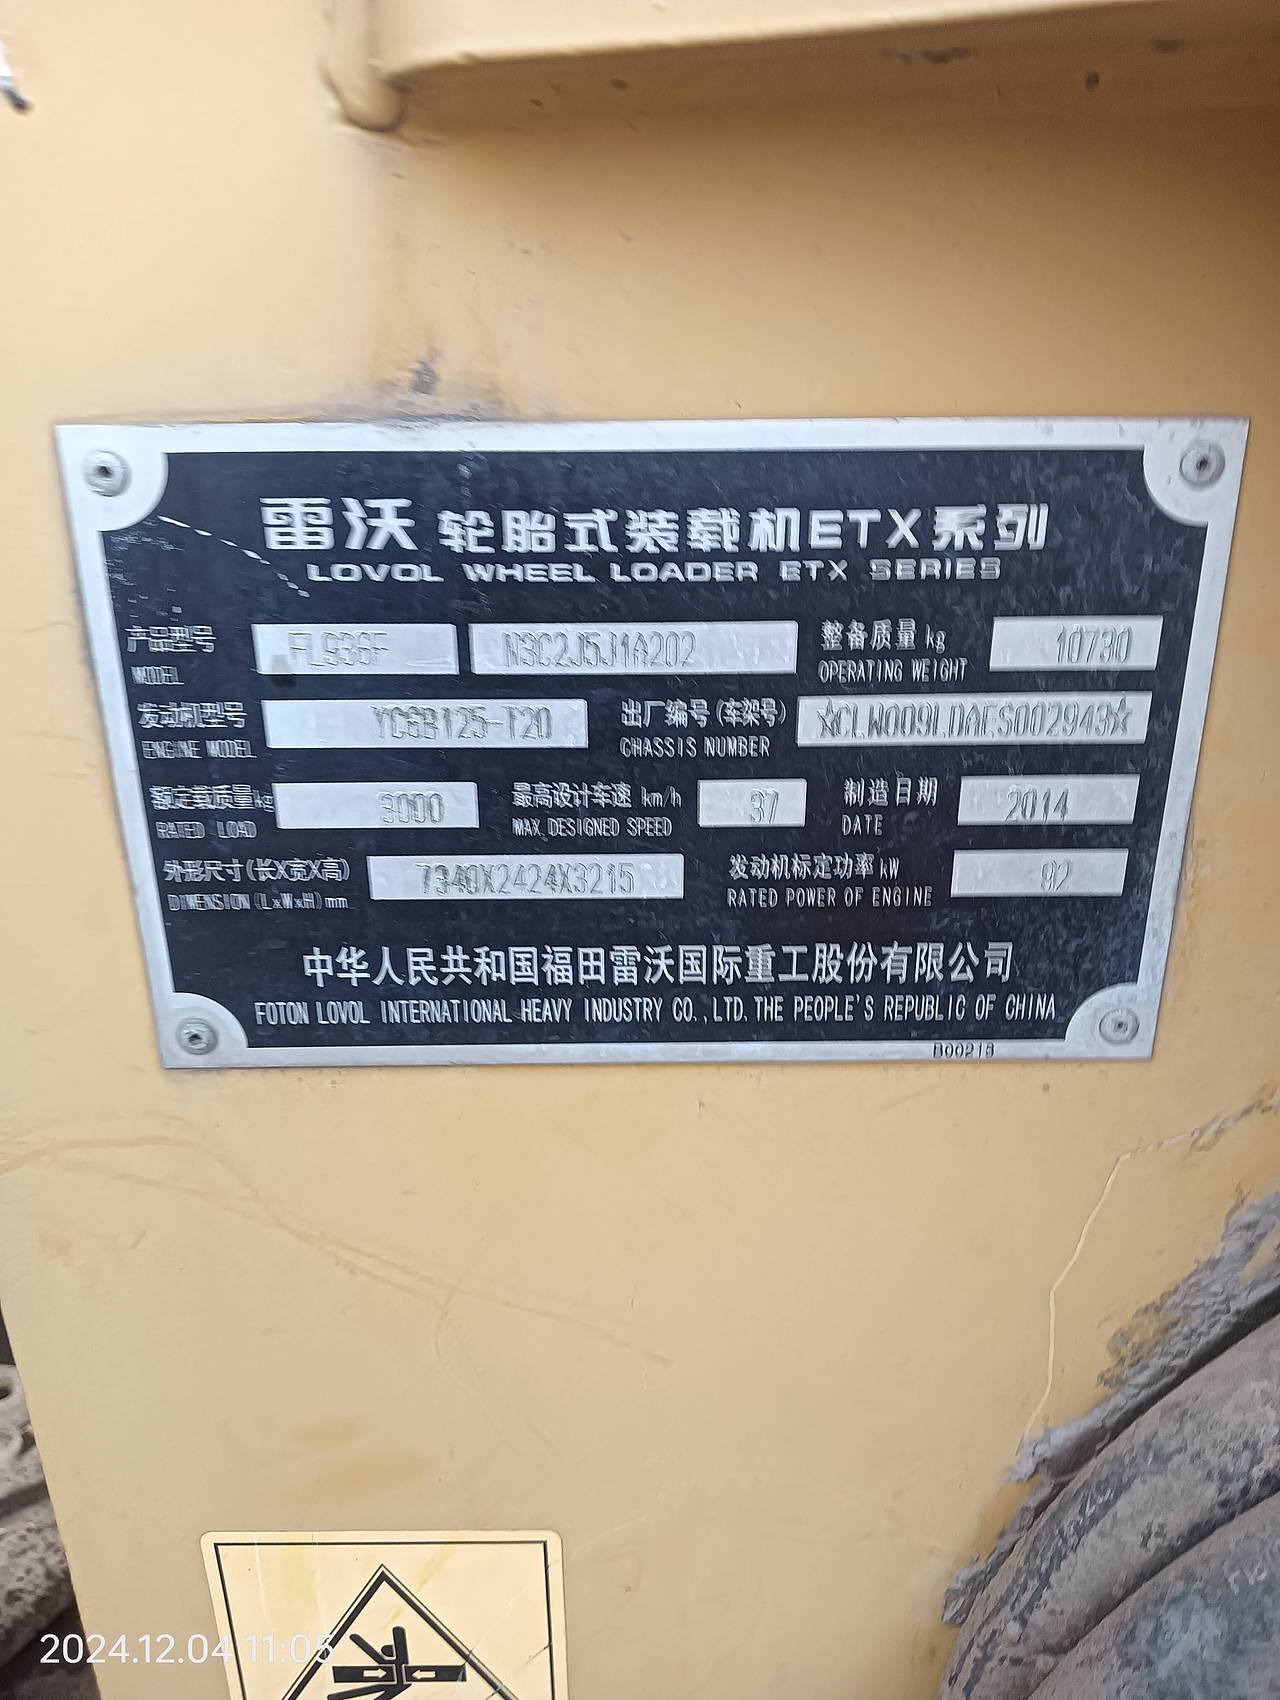 雷沃 轮胎式装载机ETX系列
LOVOL WHEEL LOADER ETX SERIES
产品型号 FL936F N3C2J5J1A202 整备质量 kg 10730
MODEL OPERATING WEIGHT
发动机型号 YC6B125-T20 出厂编号(车架号) ☆CLW009LDAES002943☆
ENGINE MODEL CHASSIS NUMBER
额定载质量kg 3000 最高设计车速 km/h 37 制造日期 2014
RATED LOAD MAX.DESIGNED SPEED DATE
外形尺寸(长X宽X高) 7340X2424X3215 发动机标定功率kW 92
DIMENSION(L×W×H)mm RATED POWER OF ENGINE
中华人民共和国福田雷沃国际重工股份有限公司
FOTON LOVOL INTERNATIONAL HEAVY INDUSTRY CO.,LTD.THE PEOPLE'S REPUBLIC OF CHINA
B00218
2024.12.04 11:05